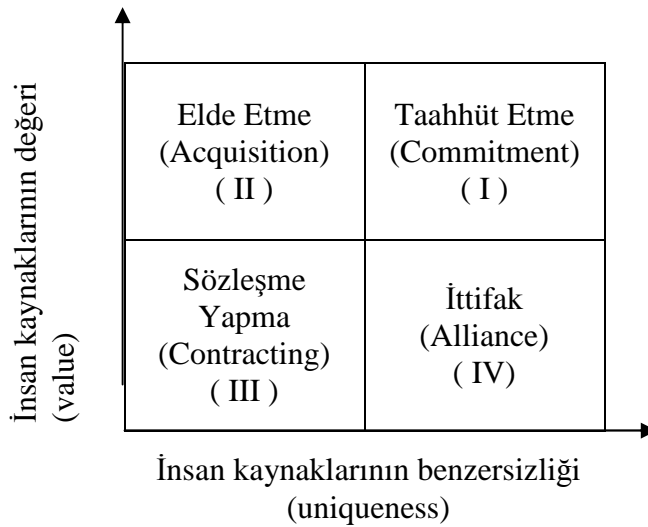 İnsan kaynaklarının değeri
(value)
Elde Etme
(Acquisition)
( II )
Taahhüt Etme
(Commitment)
( I )
Sözleşme
Yapma
(Contracting)
( III )
İttifak
(Alliance)
( IV)
İnsan kaynaklarının benzersizliği
(uniqueness)